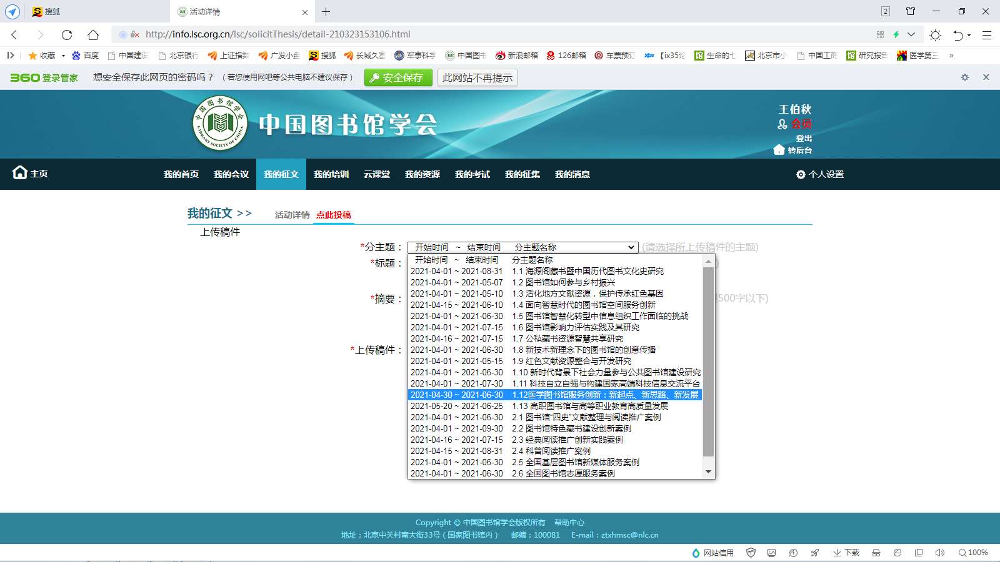 搜狐
活动详情
2
http://info.lsc.org.cn/lsc/solicitThesis/detail-210323153106.html
收藏 百度 中国建设 北京银行 上证指数 广发小盘 搜狐 长城久富 军事科学 中国图书 新浪邮箱 126邮箱 车票预订 【ix35论 生命的七 北京市小 中国工商 研究报告 医学第三 »
360登录管家 想安全保存此网页的密码吗？（若您使用网吧等公共电脑不建议保存） 安全保存 此网站不再提示
中国图书馆学会
LIBRARY SOCIETY OF CHINA
中国图书馆学会
王伯秋
会员
登出
转后台
主页 我的首页 我的会议 我的征文 我的培训 云课堂 我的资源 我的考试 我的征集 我的消息 个人设置
我的征文 >> 活动详情 点此投稿
上传稿件
*分主题： 开始时间 ~ 结束时间 分主题名称 (请选择所上传稿件的主题)
*标题： )
*摘要： 500字以下)
*上传稿件：
开始时间 ~ 结束时间 分主题名称
2021-04-01 ~ 2021-08-31 1.1 海源阁藏书暨中国历代图书文化史研究
2021-04-01 ~ 2021-05-07 1.2 图书馆如何参与乡村振兴
2021-04-01 ~ 2021-05-10 1.3 活化地方文献资源，保护传承红色基因
2021-04-15 ~ 2021-06-10 1.4 面向智慧时代的图书馆空间服务创新
2021-04-01 ~ 2021-06-30 1.5 图书馆智慧化转型中信息组织工作面临的挑战
2021-04-01 ~ 2021-07-15 1.6 图书馆影响力评估实践及其研究
2021-04-16 ~ 2021-07-15 1.7 公私藏书资源智慧共享研究
2021-04-01 ~ 2021-06-30 1.8 新技术新理念下的图书馆的创意传播
2021-04-01 ~ 2021-05-15 1.9 红色文献资源整合与开发研究
2021-04-01 ~ 2021-06-30 1.10 新时代背景下社会力量参与公共图书馆建设研究
2021-04-01 ~ 2021-07-30 1.11 科技自立自强与构建国家高端科技信息交流平台
2021-04-30 ~ 2021-06-30 1.12医学图书馆服务创新：新起点、新思路、新发展
2021-05-20 ~ 2021-06-25 1.13 高职图书馆与高等职业教育高质量发展
2021-04-01 ~ 2021-06-30 2.1 图书馆“四史”文献整理与阅读推广案例
2021-04-01 ~ 2021-09-30 2.2 图书馆特色藏书建设创新案例
2021-04-16 ~ 2021-07-15 2.3 经典阅读推广创新实践案例
2021-04-15 ~ 2021-08-31 2.4 科普阅读推广案例
2021-04-01 ~ 2021-06-30 2.5 全国基层图书馆新媒体服务案例
2021-04-01 ~ 2021-06-30 2.6 全国图书馆志愿服务案例
Copyright © 中国图书馆学会版权所有 帮助中心
地址：北京中关村南大街33号（国家图书馆内） 邮编：100081 E-mail：ztxhmsc@nlc.cn
网站信用 下载 100%